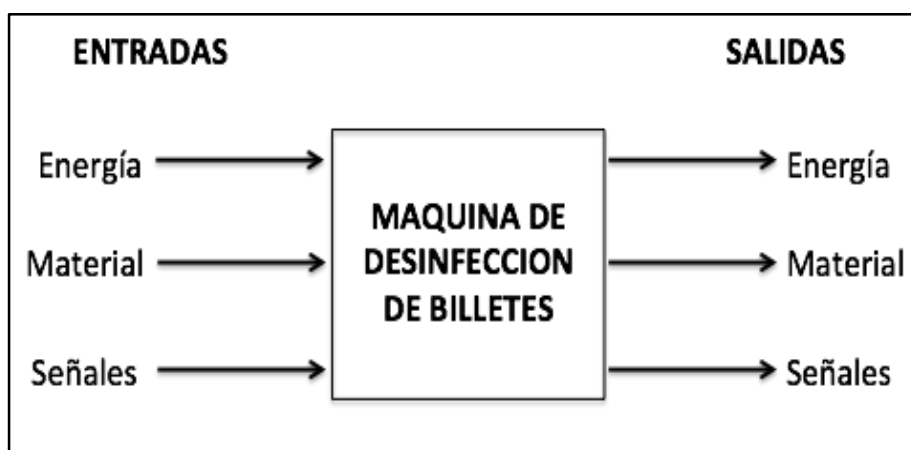 ENTRADAS
SALIDAS
Energía
Energía
MAQUINA DE
DESINFECCION
DE BILLETES
Material
Material
Señales
Señales